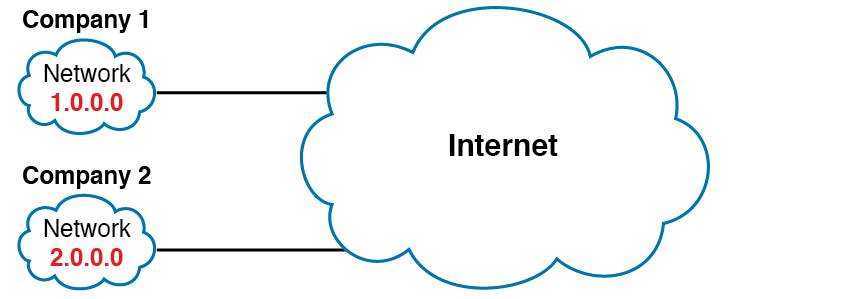 Company 1
Network
1.0.0.0
Internet
Company 2
Network
2.0.0.0